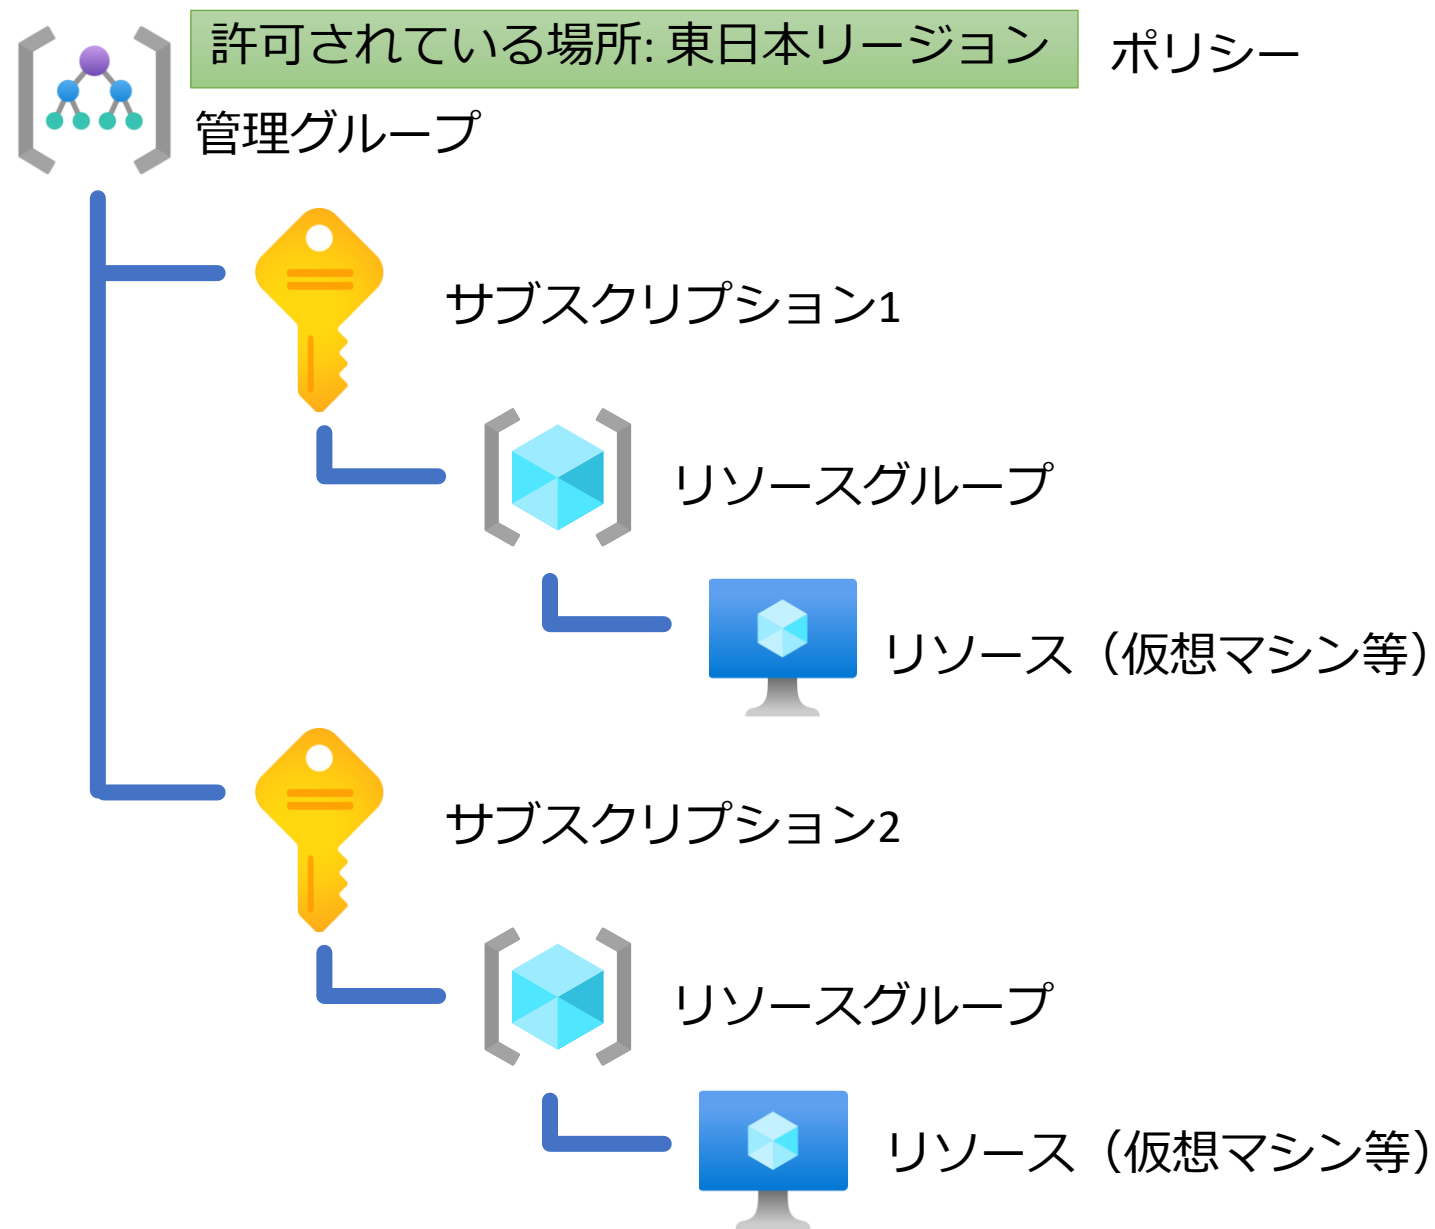 許可されている場所: 東日本リージョン
ポリシー
管理グループ
サブスクリプション1
リソースグループ
リソース（仮想マシン等）
サブスクリプション2
リソースグループ
リソース（仮想マシン等）